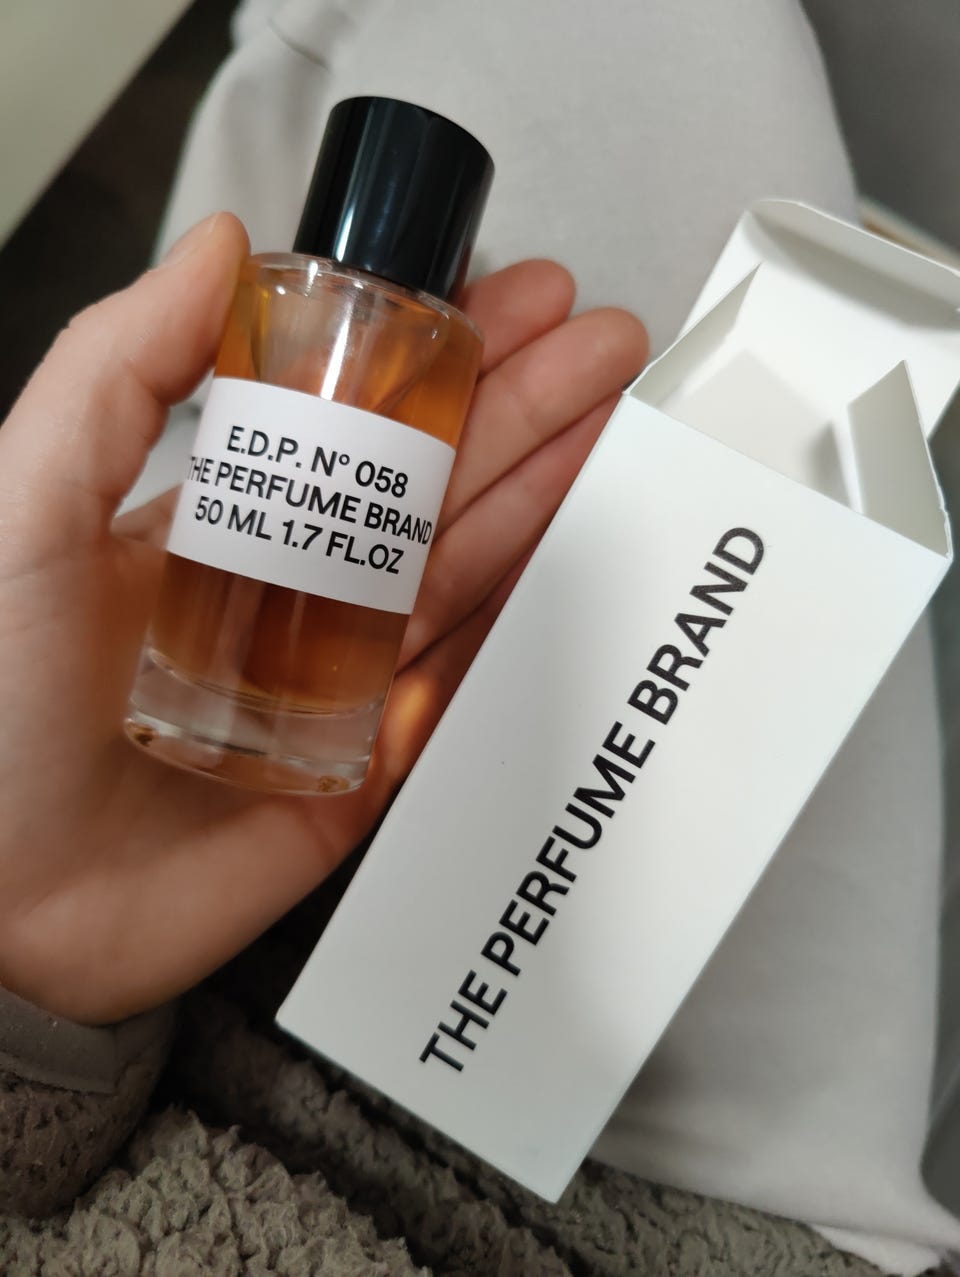 E.D.P. N° 058
THE PERFUME BRAND
50 ML 1.7 FL.OZ
THE PERFUME BRAND